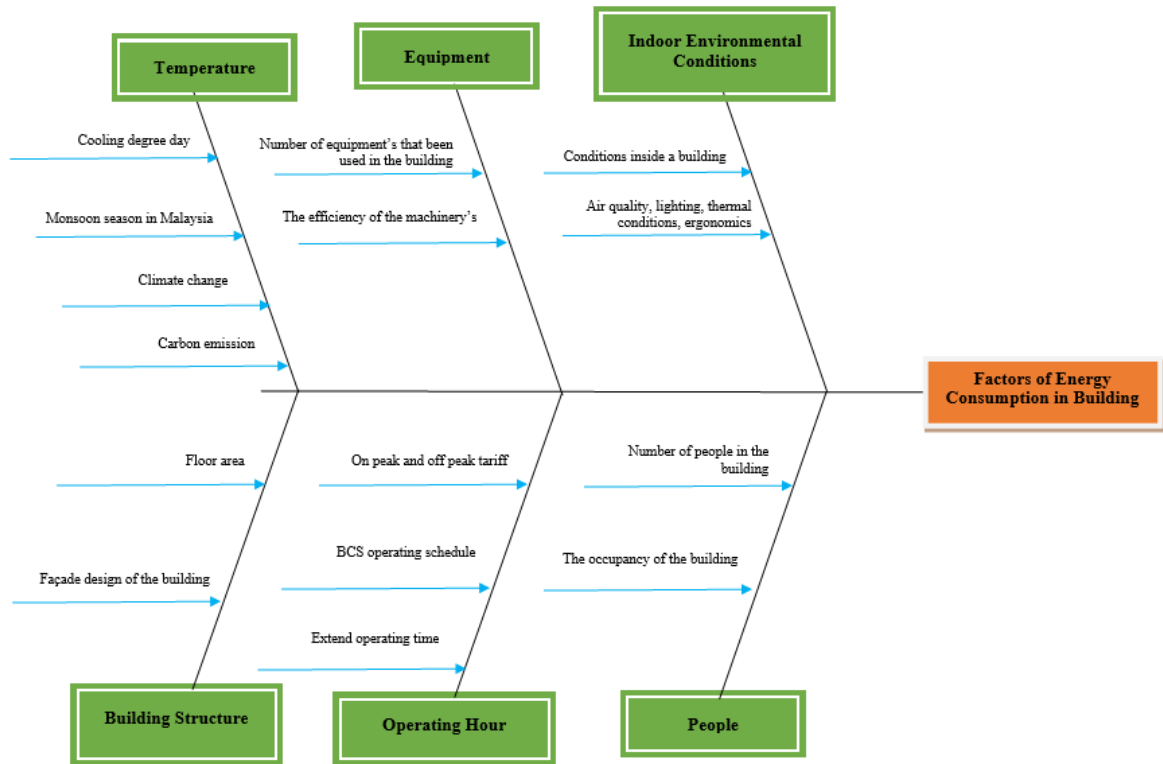 Temperature
Equipment
Indoor Environmental
Conditions
Cooling degree day
Monsoon season in Malaysia
Climate change
Carbon emission
Number of equipment’s that been
used in the building
The efficiency of the machinery’s
Conditions inside a building
Air quality, lighting, thermal
conditions, ergonomics
Factors of Energy
Consumption in Building
Floor area
Façade design of the building
On peak and off peak tariff
BCS operating schedule
Extend operating time
Number of people in the
building
The occupancy of the building
Building Structure
Operating Hour
People